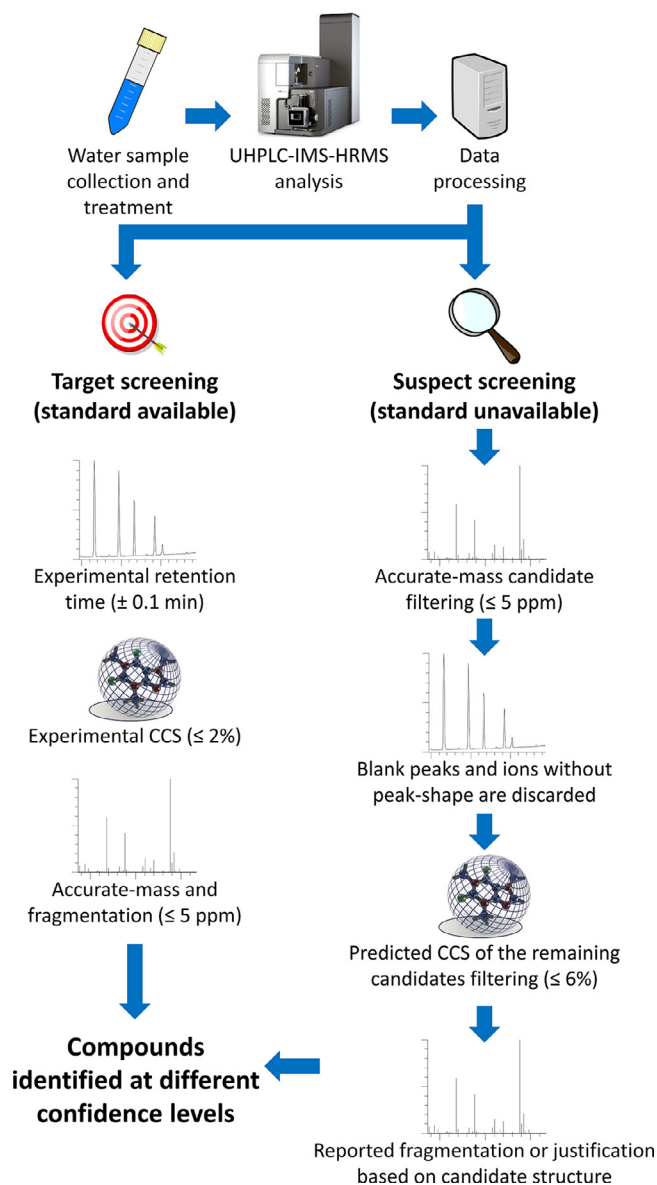 Water sample
collection and
treatment
UHPLC-IMS-HRMS
analysis
Data
processing
Target screening
(standard available)
Experimental retention
time (± 0.1 min)
Experimental CCS (≤ 2%)
Accurate-mass and
fragmentation (≤ 5 ppm)
Compounds
identified at different
confidence levels
Suspect screening
(standard unavailable)
Accurate-mass candidate
filtering (≤ 5 ppm)
Blank peaks and ions without
peak-shape are discarded
Predicted CCS of the remaining
candidates filtering (≤ 6%)
Reported fragmentation or justification
based on candidate structure